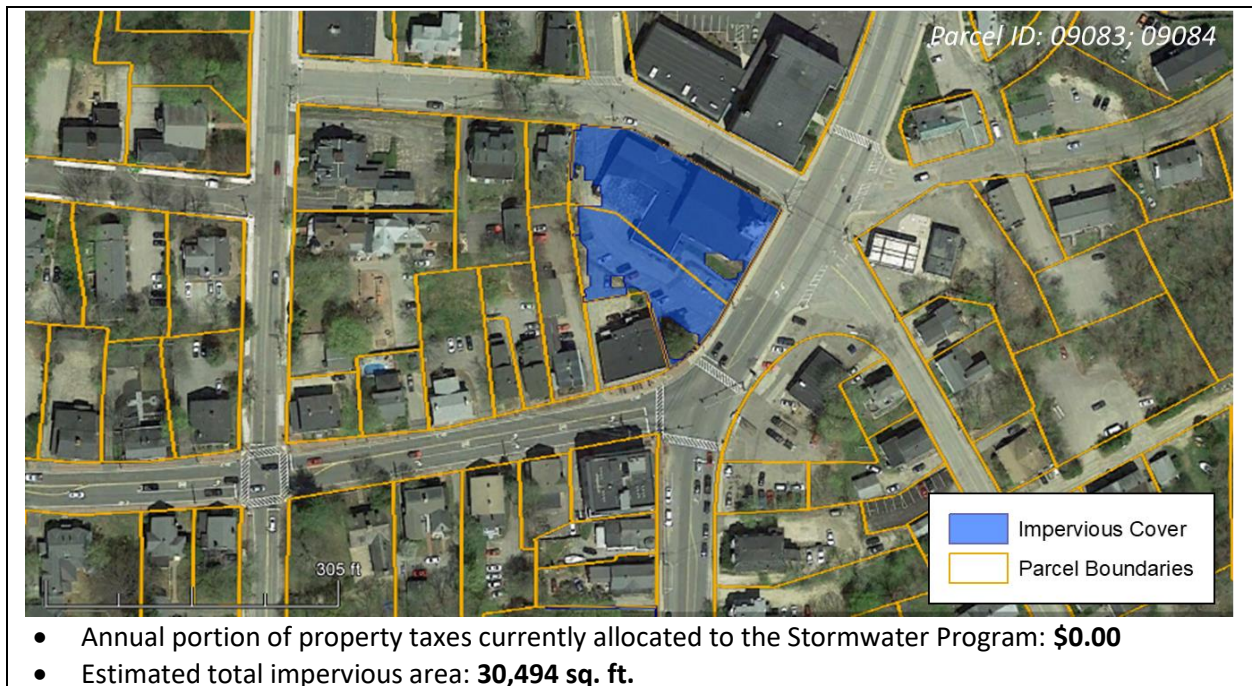 Parcel ID: 09083; 09084
305 ft
Impervious Cover
Parcel Boundaries
• Annual portion of property taxes currently allocated to the Stormwater Program: $0.00
• Estimated total impervious area: 30,494 sq. ft.